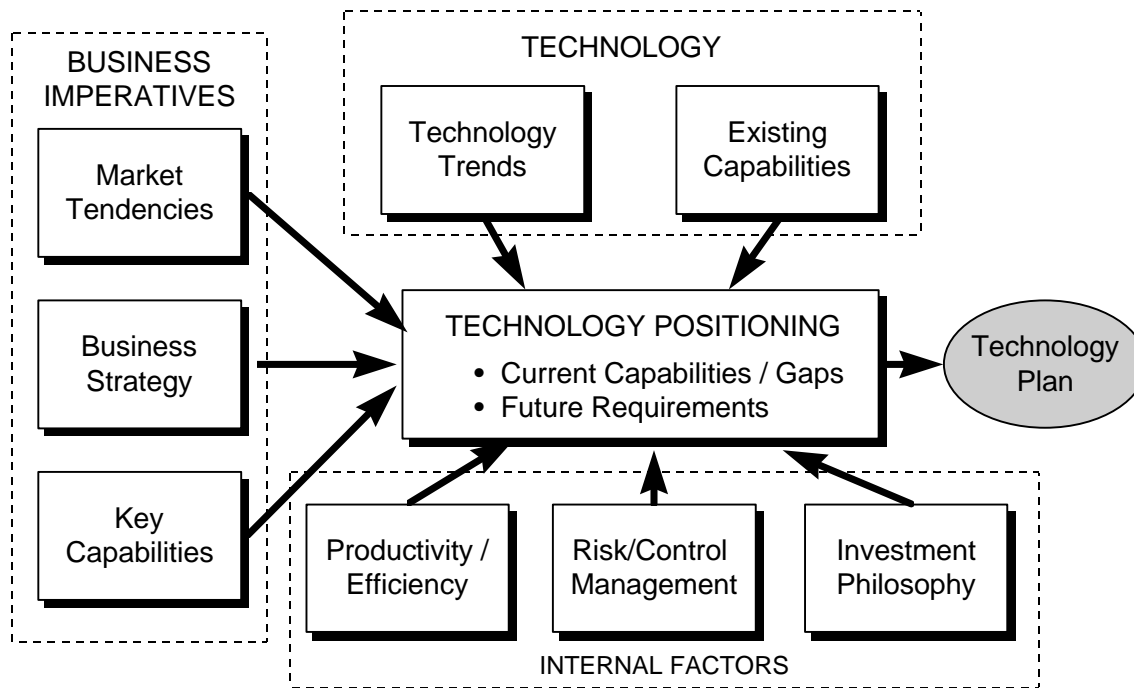 BUSINESS
IMPERATIVES
Market
Tendencies
Business
Strategy
Key
Capabilities
TECHNOLOGY
Technology
Trends
Existing
Capabilities
TECHNOLOGY POSITIONING
• Current Capabilities / Gaps
• Future Requirements
Technology
Plan
Productivity /
Efficiency
Risk/Control
Management
Investment
Philosophy
INTERNAL FACTORS